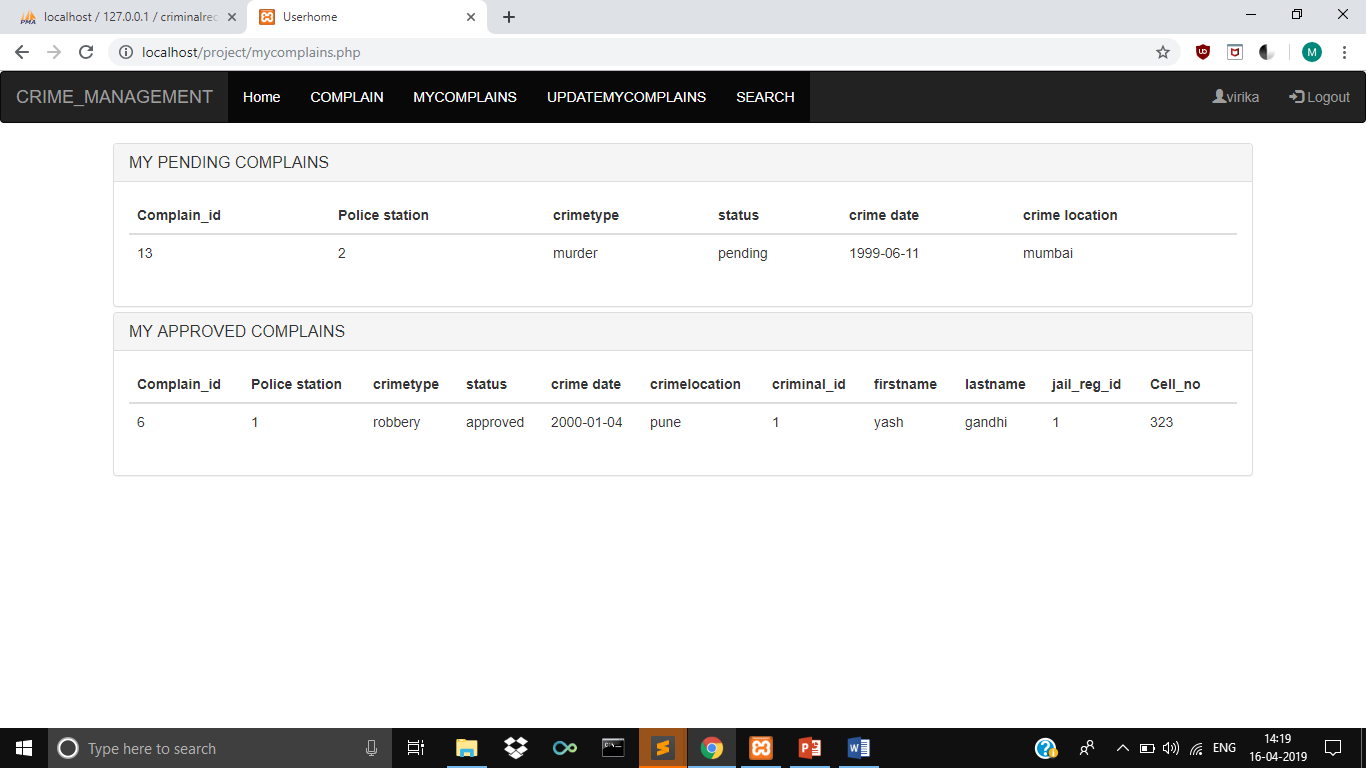 localhost / 127.0.0.1 / criminalrec
Userhome
localhost/project/mycomplains.php
M
CRIME_MANAGEMENT Home COMPLAIN MYCOMPLAINS UPDATEMYCOMPLAINS SEARCH virika Logout
MY PENDING COMPLAINS
Complain_id Police station crimetype status crime date crime location
13 2 murder pending 1999-06-11 mumbai
MY APPROVED COMPLAINS
Complain_id Police station crimetype status crime date crimelocation criminal_id firstname lastname jail_reg_id Cell_no
6 1 robbery approved 2000-01-04 pune 1 yash gandhi 1 323
Type here to search
ENG
14:19
16-04-2019